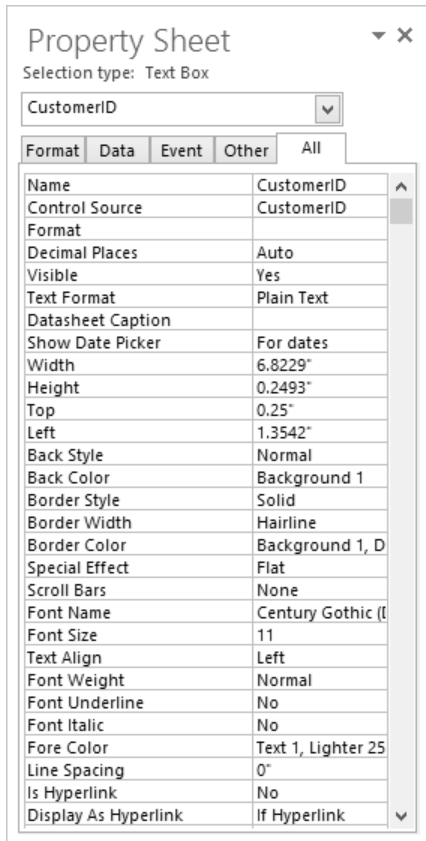 Property Sheet
Selection type: Text Box
CustomerID
Format Data Event Other All
Name CustomerID
Control Source CustomerID
Format
Decimal Places Auto
Visible Yes
Text Format Plain Text
Datasheet Caption
Show Date Picker For dates
Width 6.8229"
Height 0.2493"
Top 0.25"
Left 1.3542"
Back Style Normal
Back Color Background 1
Border Style Solid
Border Width Hairline
Border Color Background 1, D
Special Effect Flat
Scroll Bars None
Font Name Century Gothic (D
Font Size 11
Text Align Left
Font Weight Normal
Font Underline No
Font Italic No
Fore Color Text 1, Lighter 25
Line Spacing 0"
Is Hyperlink No
Display As Hyperlink If Hyperlink